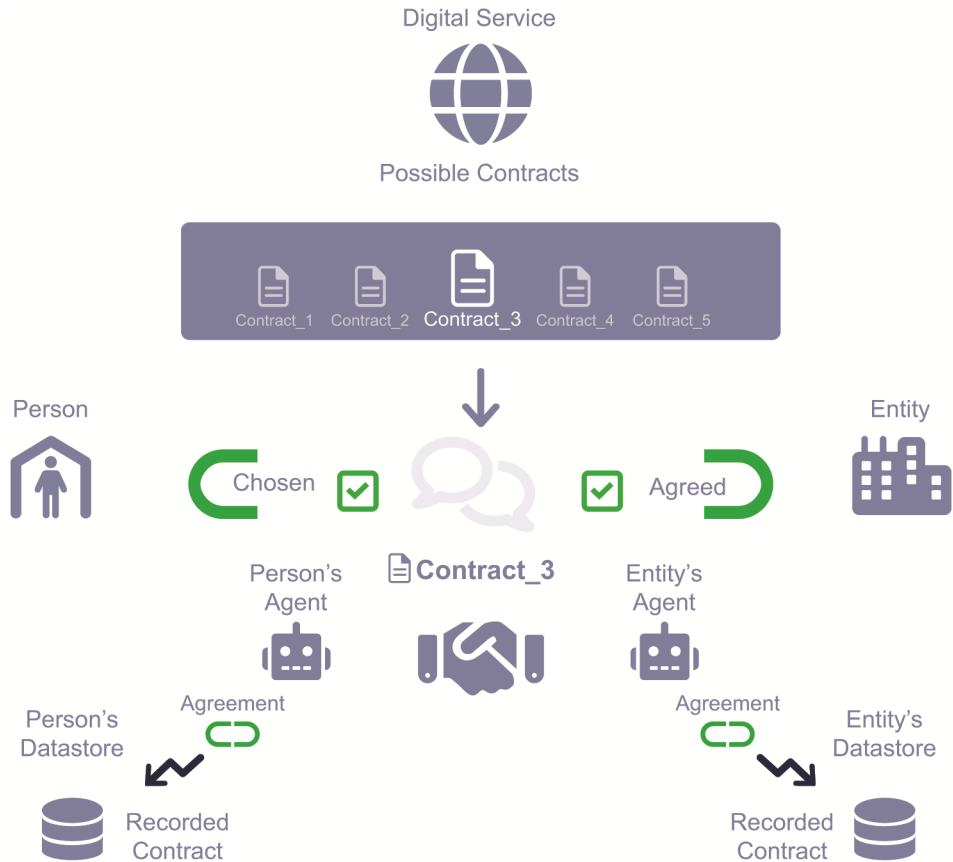 Digital Service
Possible Contracts
Contract_1
Contract_2
Contract_3
Contract_4
Contract_5
Person
Entity
Chosen
Agreed
Contract_3
Person’s
Agent
Entity’s
Agent
Agreement
Agreement
Person’s
Datastore
Entity’s
Datastore
Recorded
Contract
Recorded
Contract